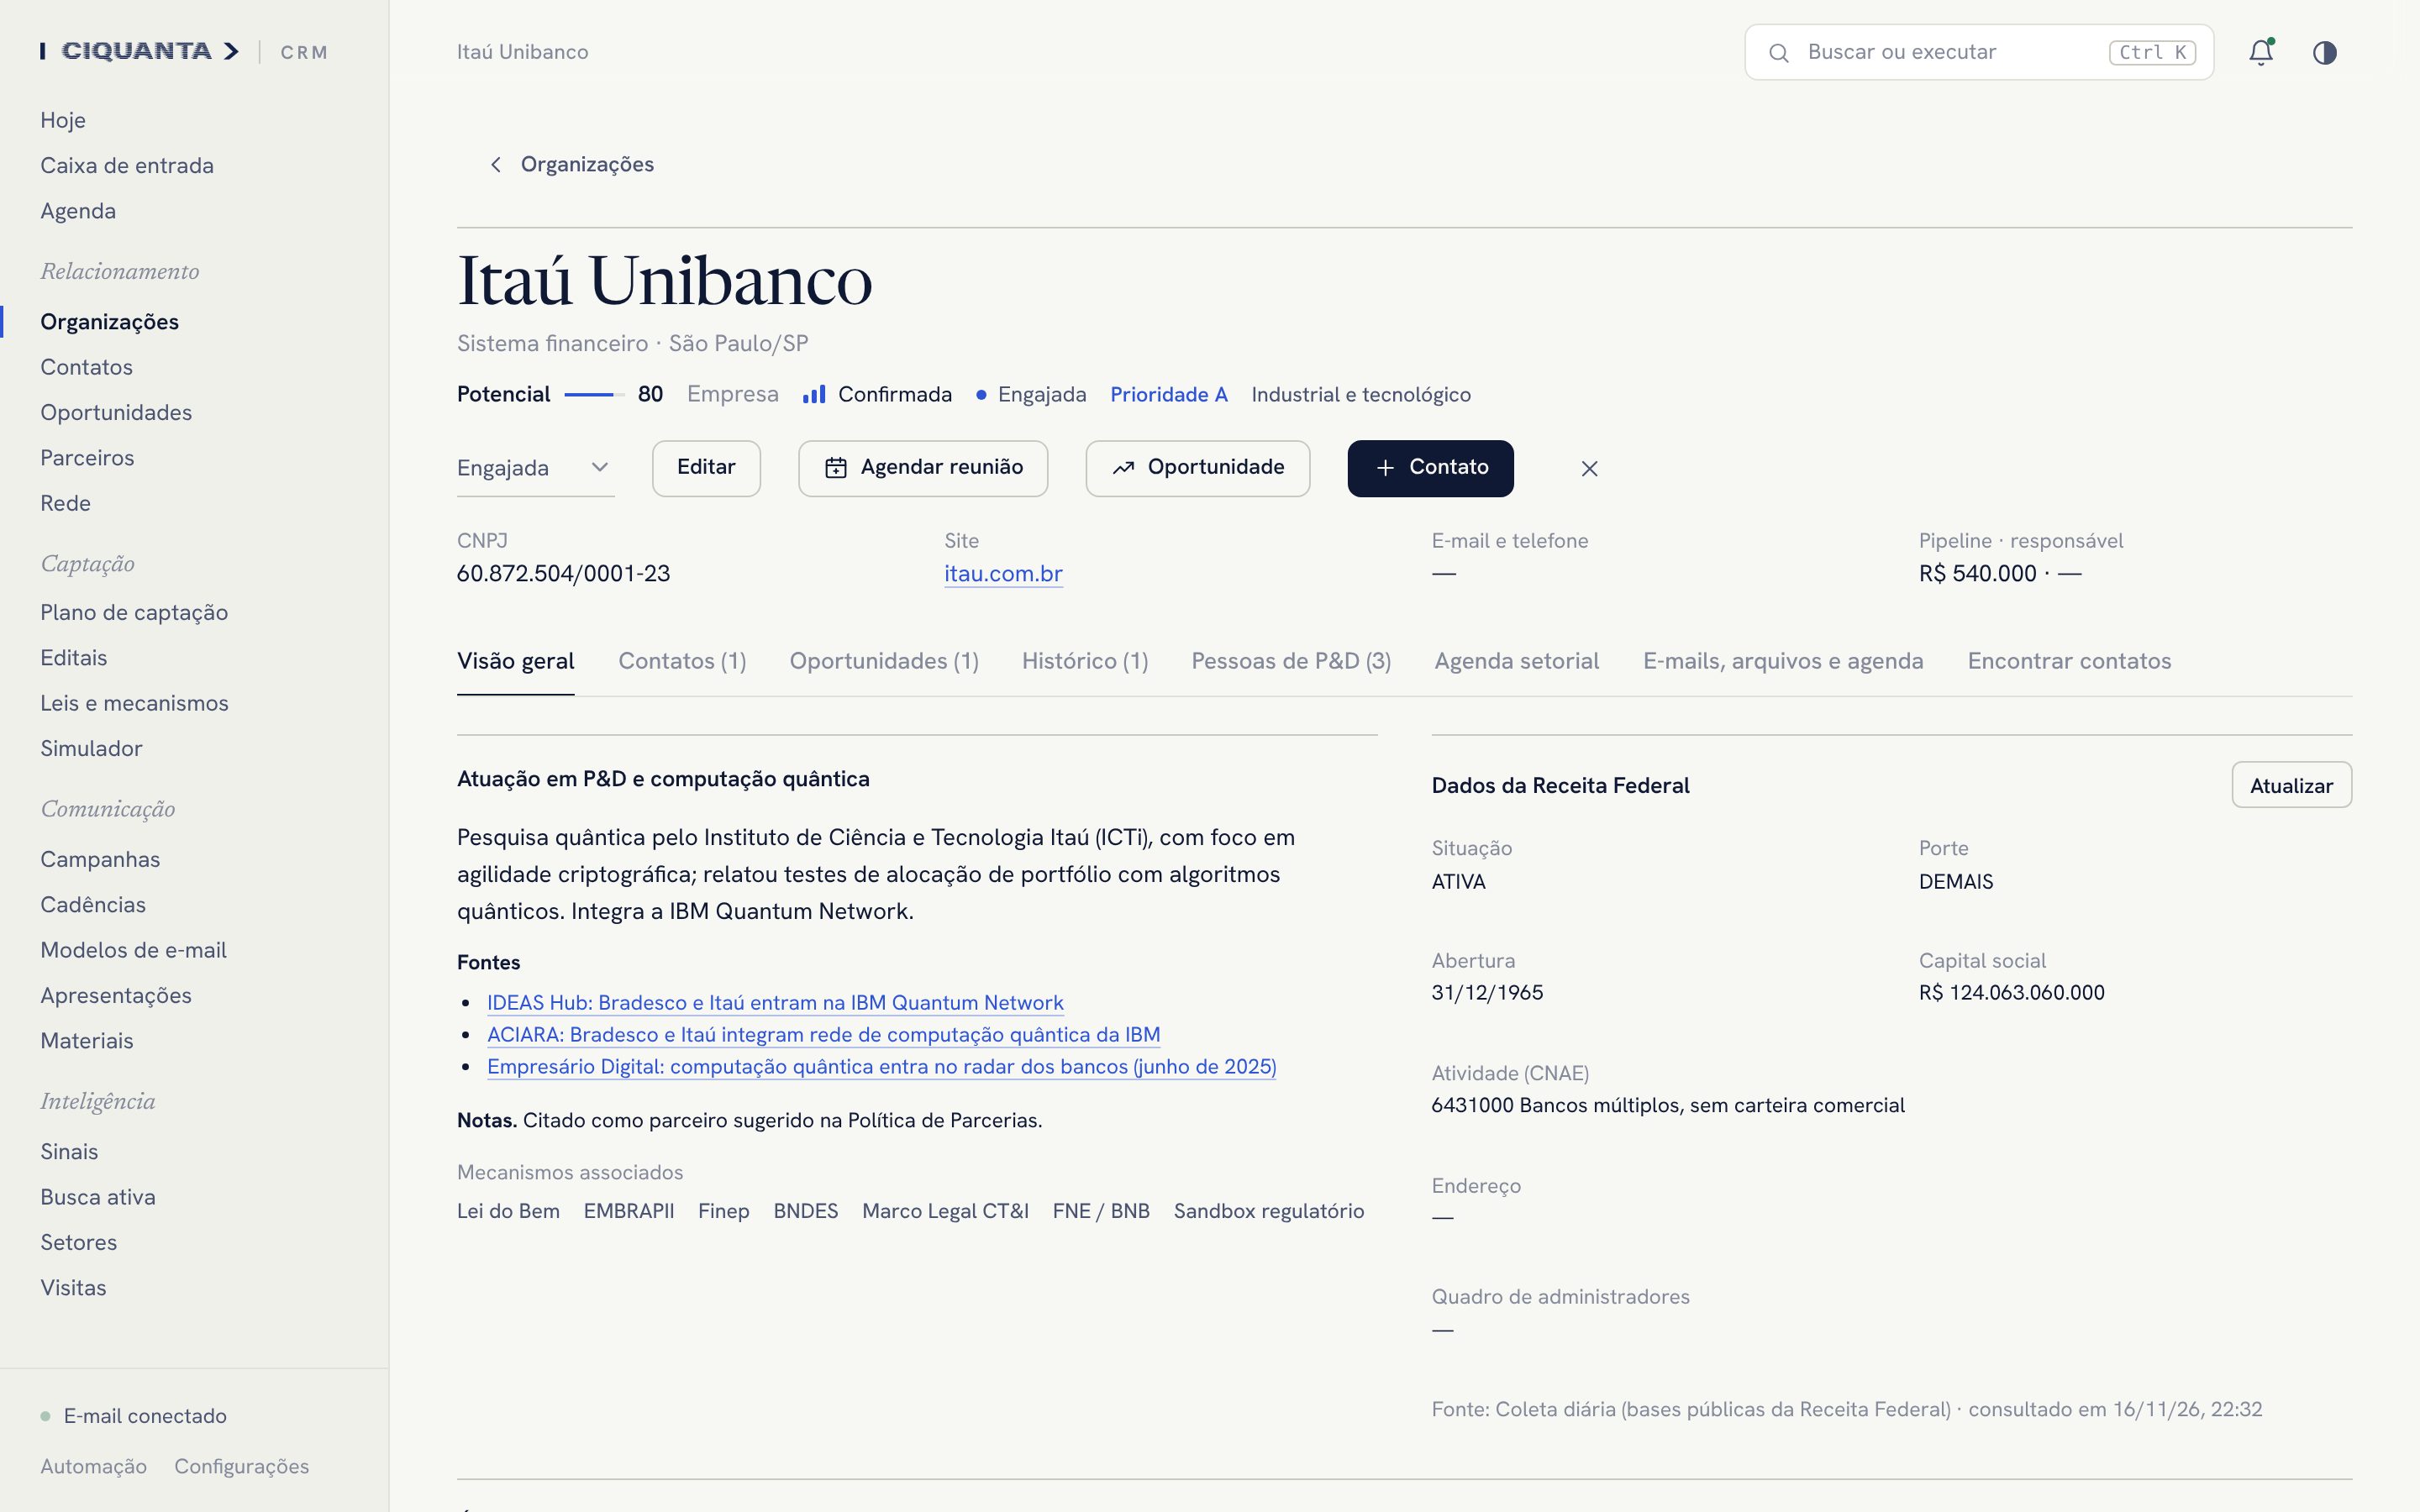 CIQUANTA
CRM
Itaú Unibanco
Buscar ou executar
Ctrl K
Hoje
Caixa de entrada
Agenda
Relacionamento
Organizações
Contatos
Oportunidades
Parceiros
Rede
Captação
Plano de captação
Editais
Leis e mecanismos
Simulador
Comunicação
Campanhas
Cadências
Modelos de e-mail
Apresentações
Materiais
Inteligência
Sinais
Busca ativa
Setores
Visitas
E-mail conectado
Automação
Configurações
Organizações
Itaú Unibanco
Sistema financeiro · São Paulo/SP
Potencial 80 Empresa Confirmada Engajada Prioridade A Industrial e tecnológico
Engajada
Editar
Agendar reunião
Oportunidade
Contato
CNPJ
60.872.504/0001-23
Site
itau.com.br
E-mail e telefone
—
Pipeline · responsável
R$ 540.000 · —
Visão geral
Contatos (1)
Oportunidades (1)
Histórico (1)
Pessoas de P&D (3)
Agenda setorial
E-mails, arquivos e agenda
Encontrar contatos
Atuação em P&D e computação quântica
Pesquisa quântica pelo Instituto de Ciência e Tecnologia Itaú (ICTi), com foco em
agilidade criptográfica; relatou testes de alocação de portfólio com algoritmos
quânticos. Integra a IBM Quantum Network.
Fontes
• IDEAS Hub: Bradesco e Itaú entram na IBM Quantum Network
• ACIARA: Bradesco e Itaú integram rede de computação quântica da IBM
• Empresário Digital: computação quântica entra no radar dos bancos (junho de 2025)
Notas. Citado como parceiro sugerido na Política de Parcerias.
Mecanismos associados
Lei do Bem EMBRAPII Finep BNDES Marco Legal CT&I FNE / BNB Sandbox regulatório
Dados da Receita Federal
Atualizar
Situação
ATIVA
Porte
DEMAIS
Abertura
31/12/1965
Capital social
R$ 124.063.060.000
Atividade (CNAE)
6431000 Bancos múltiplos, sem carteira comercial
Endereço
—
Quadro de administradores
—
Fonte: Coleta diária (bases públicas da Receita Federal) · consultado em 16/11/26, 22:32